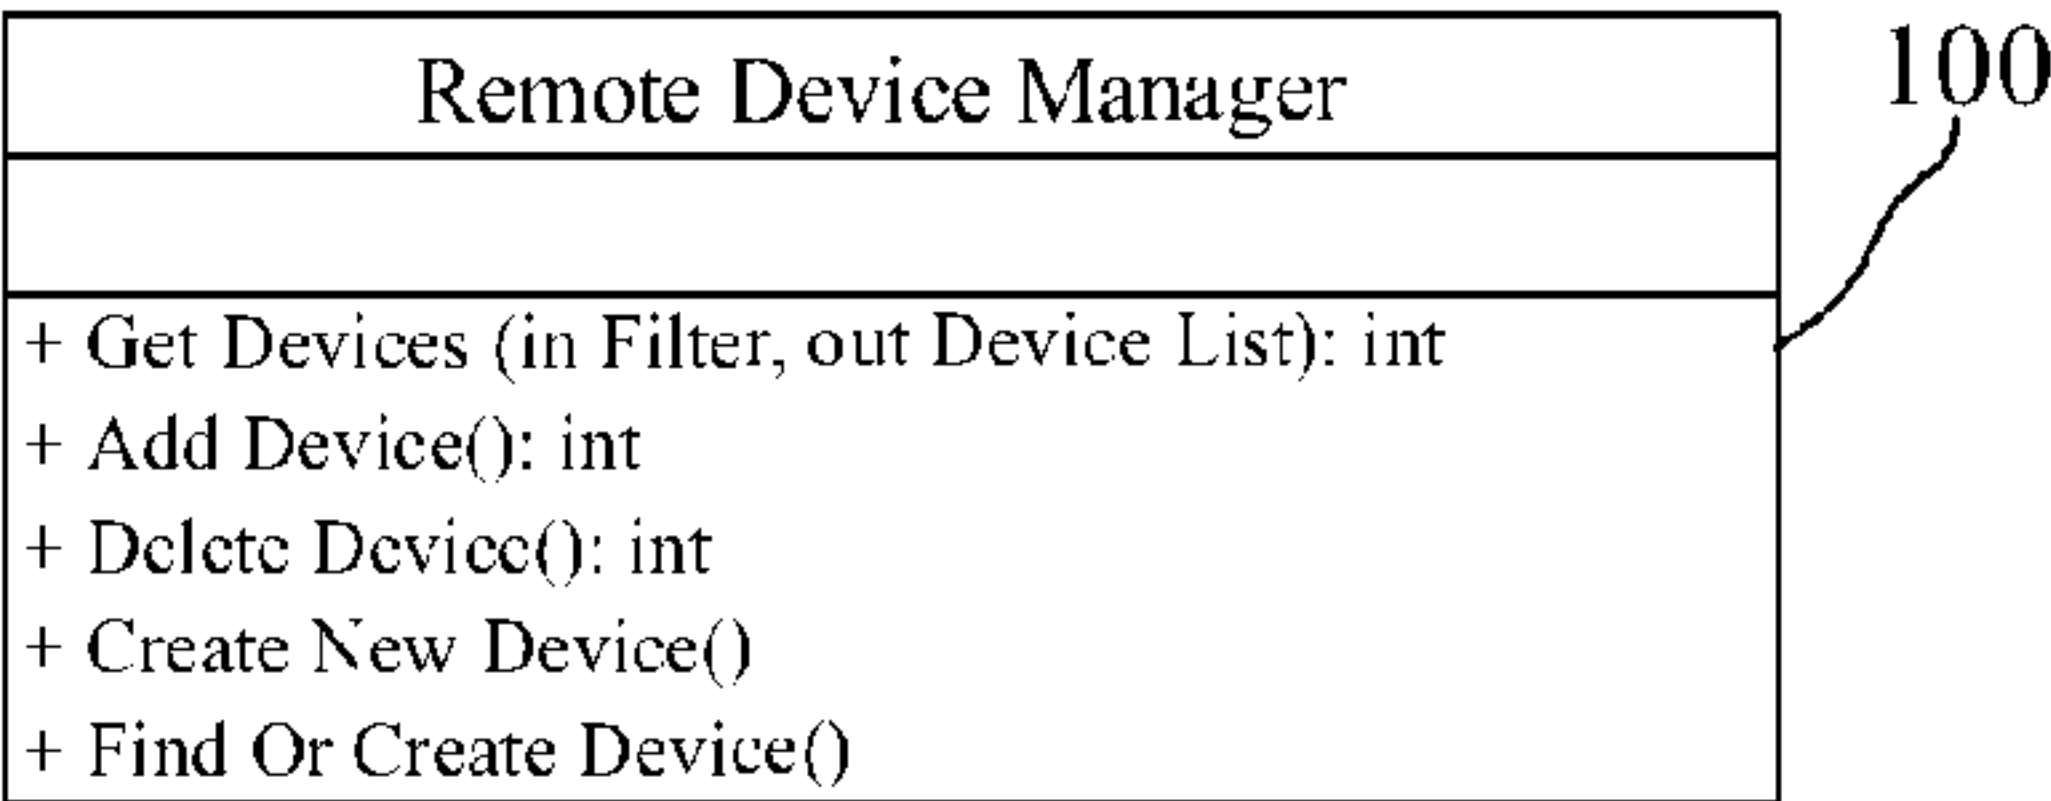 Remote Device Manager
100
+ Get Devices (in Filter, out Device List): int
+ Add Device(): int
+ Delete Device(): int
+ Create New Device()
+ Find Or Create Device()